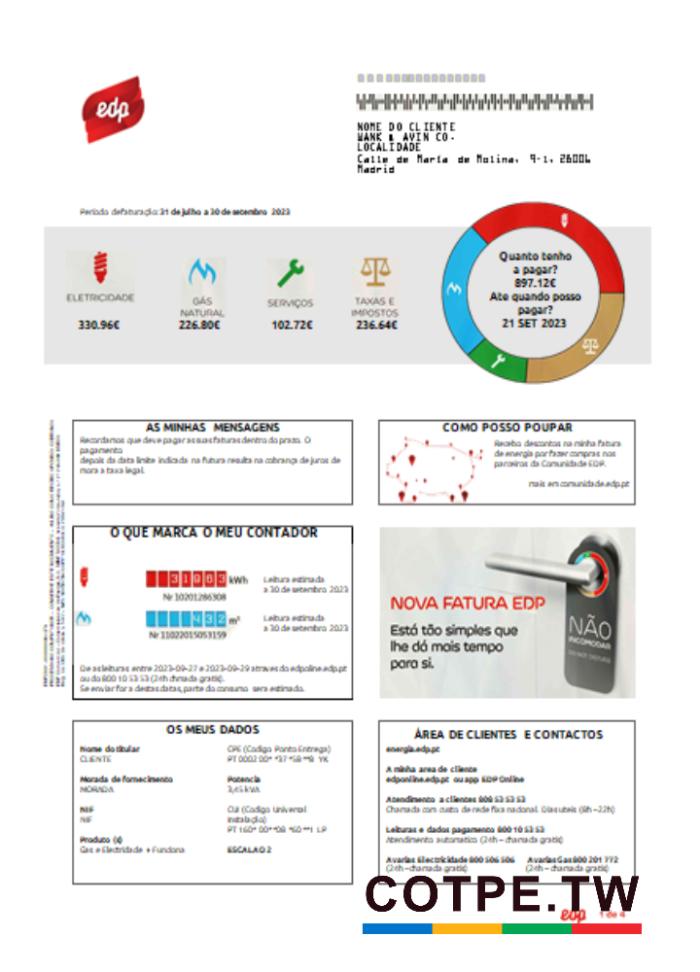 edp
NOME DO CLIENTE
WANK & AVIN CO.
LOCALIDADE
Calle de María de Molina, 9-1, 28006
Madrid
Período defaturação: 31 de julho a 30 de setembro 2023
ELETRICIDADE
330.96€
GÁS
NATURAL
226.80€
SERVIÇOS
102.72€
TAXAS E
IMPOSTOS
236.64€
Quanto tenho
a pagar?
897.12€
Ate quando posso
pagar?
21 SET 2023
AS MINHAS MENSAGENS
Recordamos que deve pagar as suas faturas dentro do prazo. O
pagamento
depois da data limite indicada na futura resulta na cobrança de juros de
mora a taxa legal.
COMO POSSO POUPAR
Receba descontos na minha fatura
de energia por fazer compras nos
parceiros da Comunidade EDP.
mais em comunidade.edp.pt
O QUE MARCA O MEU CONTADOR
31963 kWh
Leitura estimada
a 30 de setembro 2023
Nr 10201286308
432 m³
Leitura estimada
a 30 de setembro 2023
Nr 11022015053159
De as leituras entre 2023-09-27 e 2023-09-29 atraves do edponline.edp.pt
ou do 800 10 53 53 (24h chmada gratis).
Se enviar for a destas datas, parte do consumo sera estimado.
NOVA FATURA EDP
Está tão simples que
lhe dá mais tempo
para si.
NÃO
INCOMODAR
DO NOT DISTURB
OS MEUS DADOS
Nome do titular
CLIENTE
Morada de fornecimento
MORADA
NIF
NIF
Produto (s)
Gas e Electridade + Fundona
CPE (Codigo Ponto Entrega)
PT 0002 00* *37 *58 **8 YK
Potencia
3,45 kVA
CUI (Codigo Universal
Instalação)
PT 160* 00**08 *60 **1 LP
ESCALAO 2
ÁREA DE CLIENTES E CONTACTOS
energia.edp.pt
A minha area de cliente
edponline.edp.pt ou app EDP Online
Atendimento a clientes 808 53 53 53
Chamada com custo de rede fixa nacional. Dias uteis (8h–22h)
Leituras e dados pagamento 800 10 53 53
Atendimento automatico (24h – chamada gratis)
Avarias Electricidade 800 506 506
(24h – chamada gratis)
Avarias Gas 800 201 772
(24h – chamada gratis)
COTPE.TW
edp
1 de 4